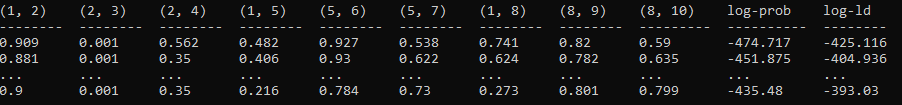 (1, 2) (2, 3) (2, 4) (1, 5) (5, 6) (5, 7) (1, 8) (8, 9) (8, 10) log-prob log-ld
-------- -------- -------- -------- -------- -------- -------- -------- --------- ---------- --------
0.909 0.001 0.562 0.482 0.927 0.538 0.741 0.82 0.59 -474.717 -425.116
0.881 0.001 0.35 0.406 0.93 0.622 0.624 0.782 0.635 -451.875 -404.936
... ... ... ... ... ... ... ... ... ... ...
0.9 0.001 0.35 0.216 0.784 0.73 0.273 0.801 0.799 -435.48 -393.03